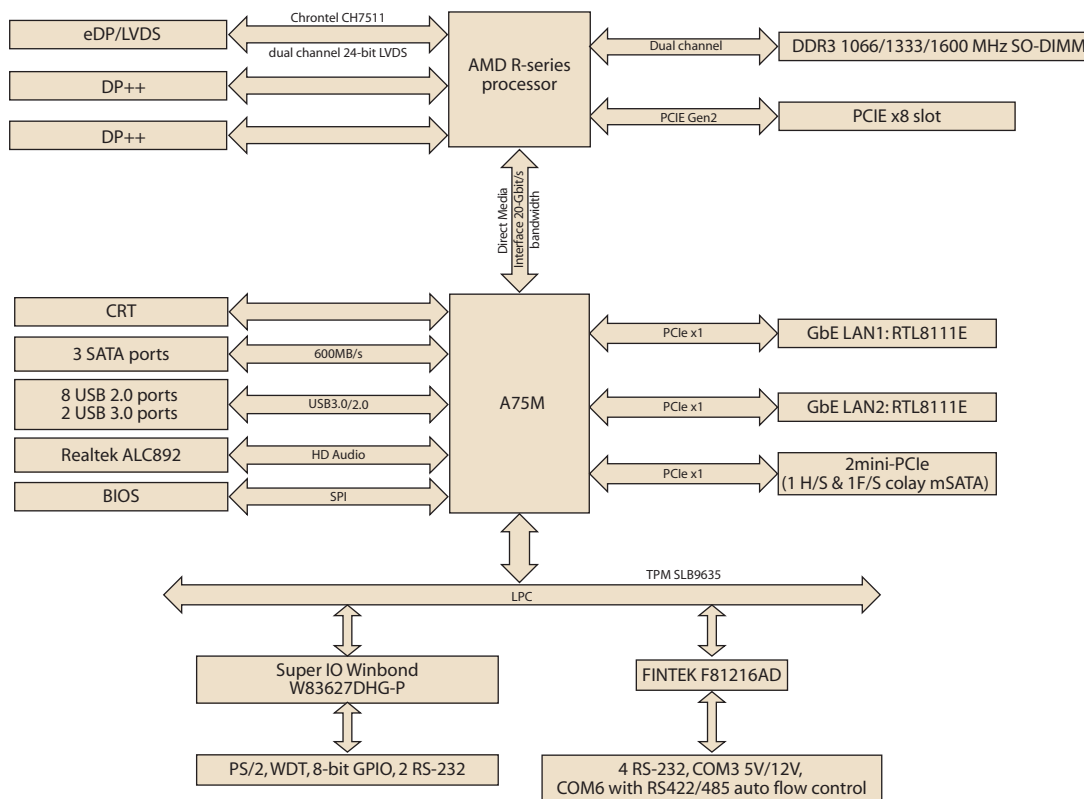 Chrontel CH7511
eDP/LVDS
dual channel 24-bit LVDS
DP++
DP++
AMD R-series
processor
Dual channel
DDR3 1066/1333/1600 MHz SO-DIMM
PCIE Gen2
PCIE x8 slot
Direct Media
Interface 20-Gbit/s
bandwidth
CRT
3 SATA ports
600MB/s
8 USB 2.0 ports
2 USB 3.0 ports
USB3.0/2.0
Realtek ALC892
HD Audio
BIOS
SPI
A75M
PCIe x1
GbE LAN1: RTL8111E
PCIe x1
GbE LAN2: RTL8111E
PCIe x1
2mini-PCIe
(1 H/S & 1F/S colay mSATA)
TPM SLB9635
LPC
Super IO Winbond
W83627DHG-P
FINTEK F81216AD
PS/2, WDT, 8-bit GPIO, 2 RS-232
4 RS-232, COM3 5V/12V,
COM6 with RS422/485 auto flow control